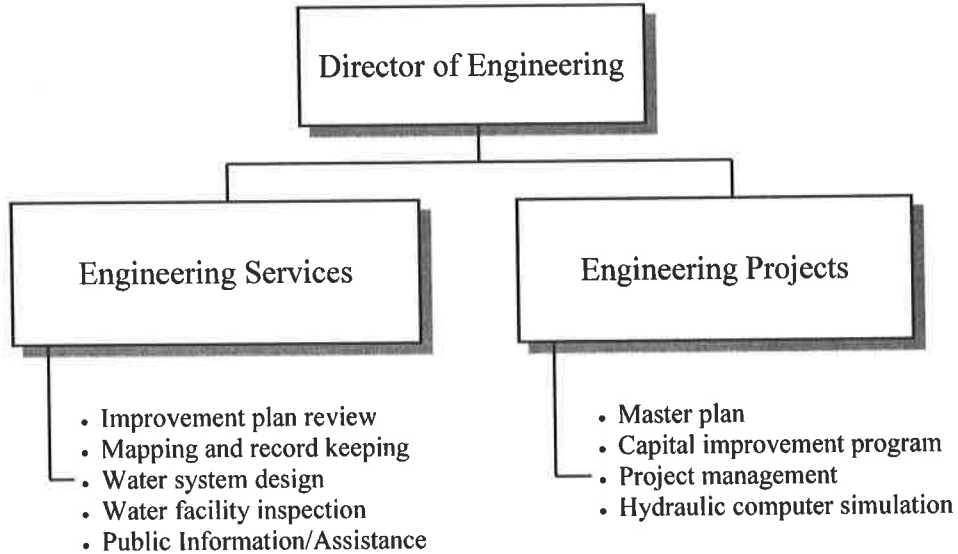 Director of Engineering
Engineering Services
• Improvement plan review
• Mapping and record keeping
• Water system design
• Water facility inspection
• Public Information/Assistance
Engineering Projects
• Master plan
• Capital improvement program
• Project management
• Hydraulic computer simulation